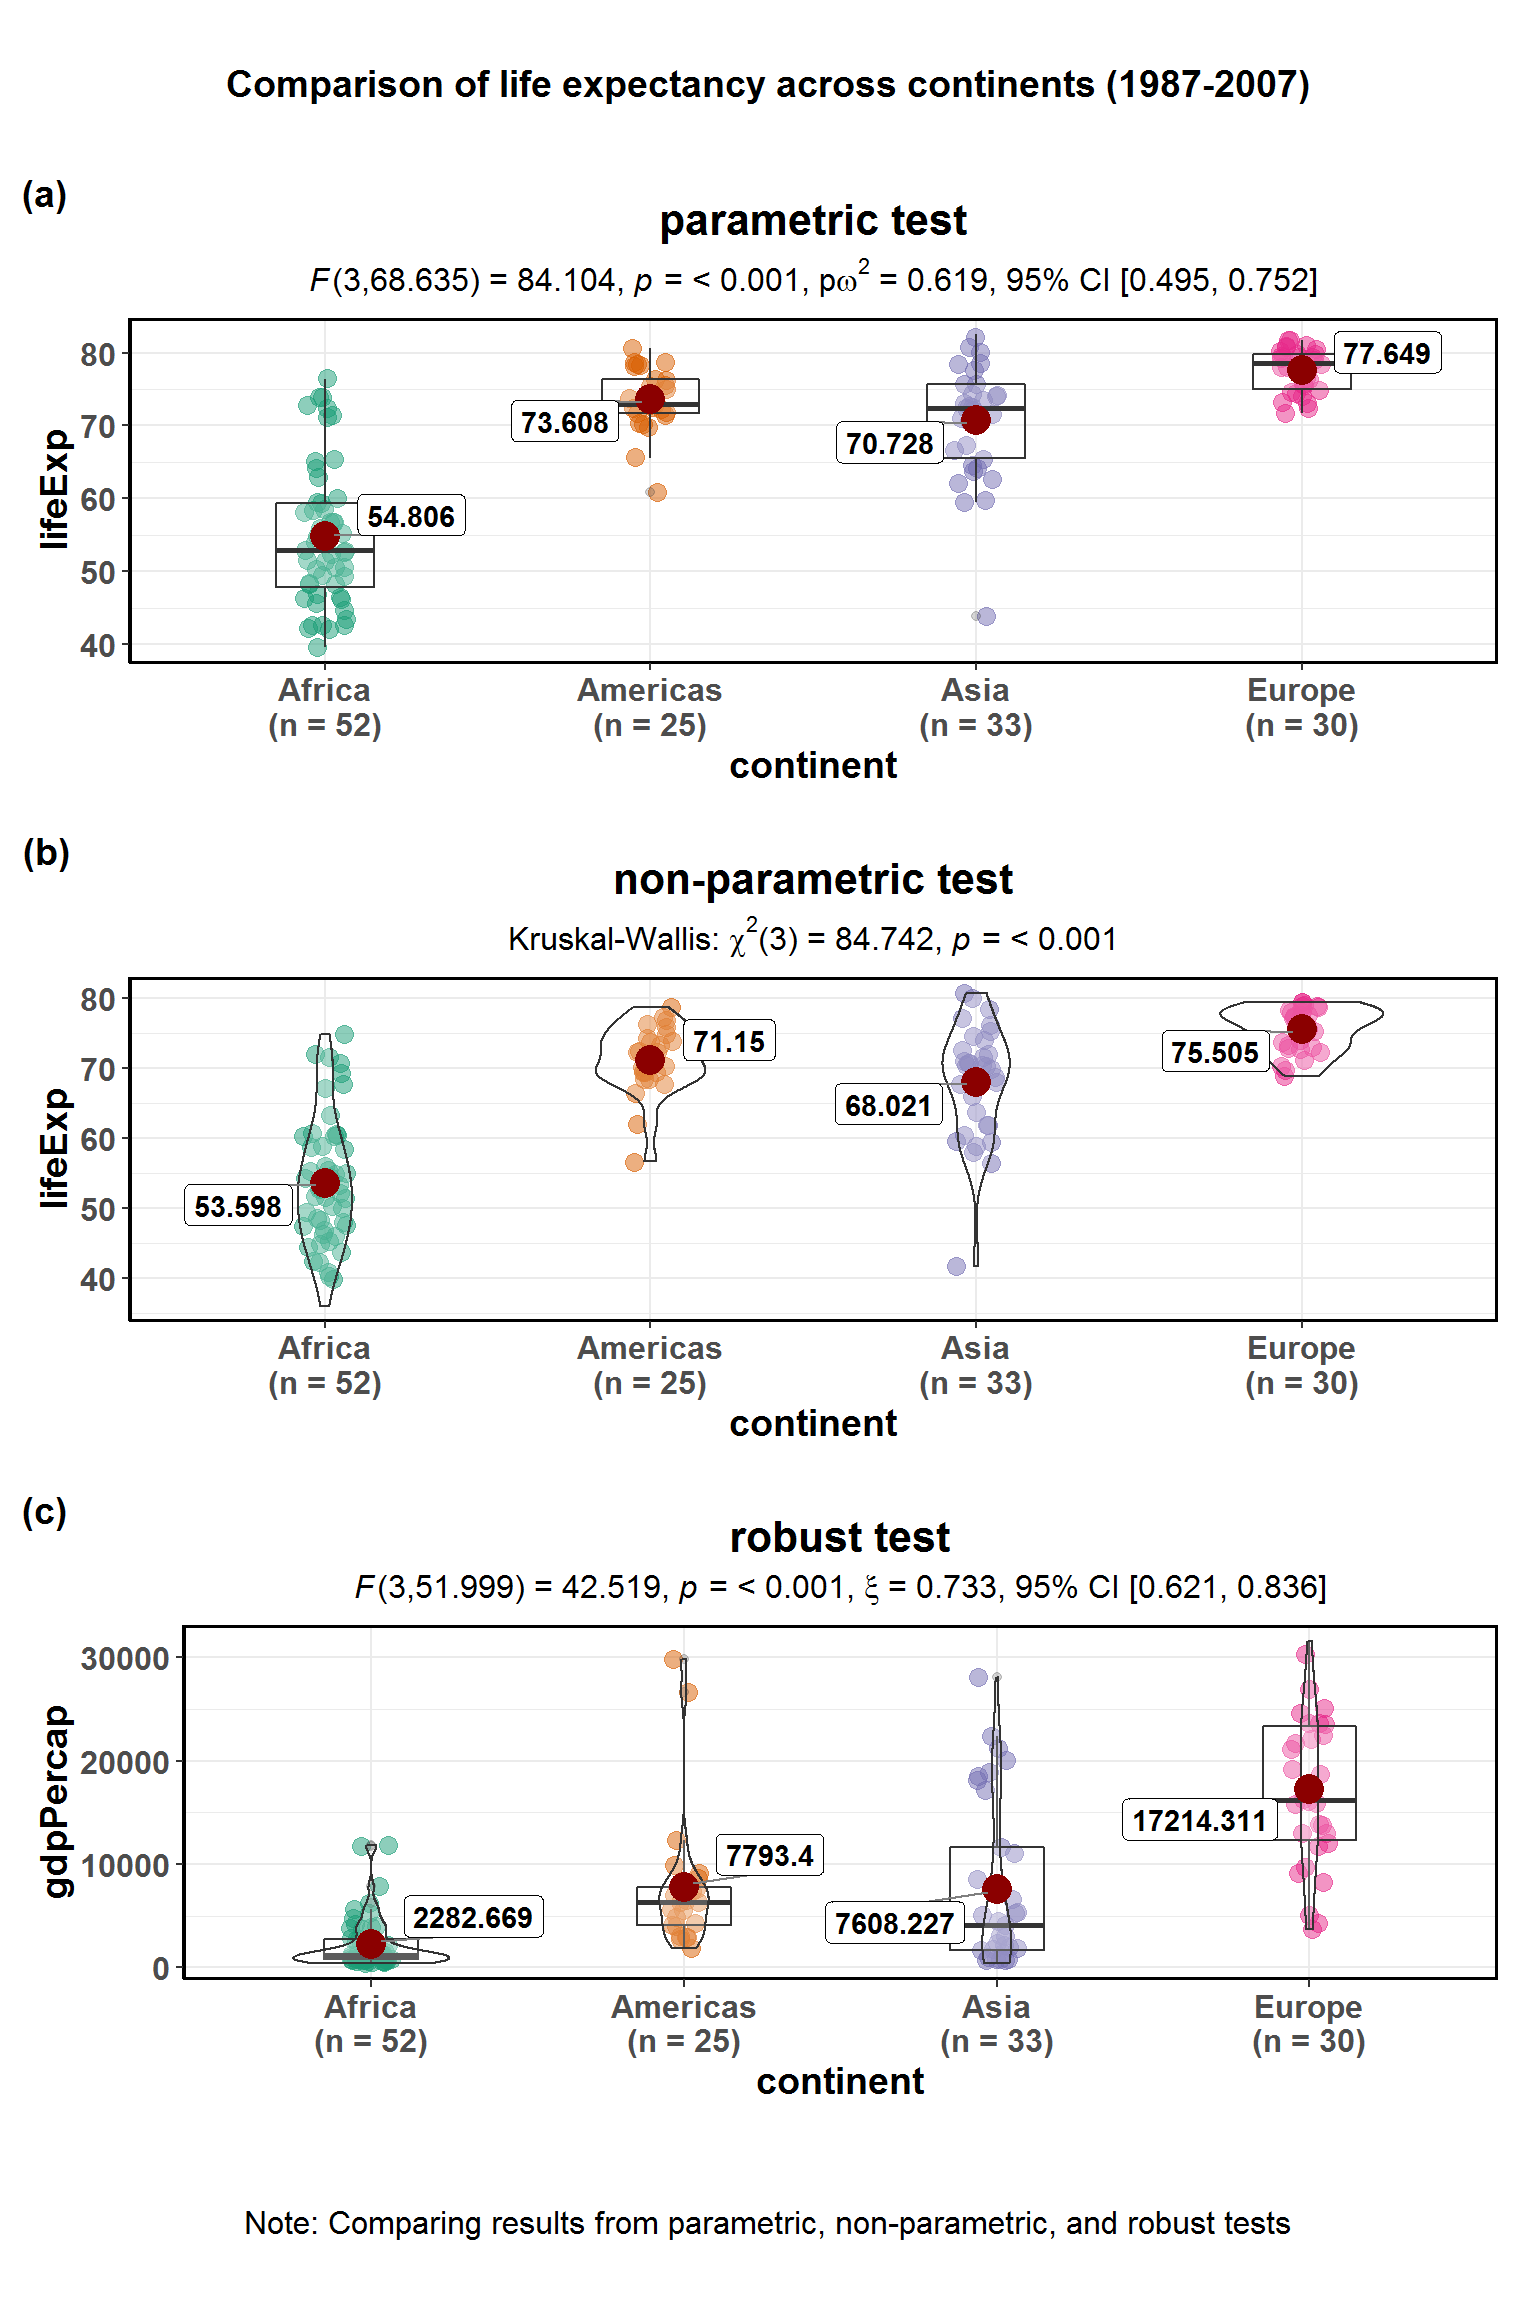 Comparison of life expectancy across continents (1987-2007)
(a)
parametric test
F(3,68.635) = 84.104, p = < 0.001, pω² = 0.619, 95% CI [0.495, 0.752]
lifeExp
80
70
60
50
40
54.806
73.608
70.728
77.649
Africa Americas Asia Europe
(n = 52) (n = 25) (n = 33) (n = 30)
continent
(b)
non-parametric test
Kruskal-Wallis: χ²(3) = 84.742, p = < 0.001
lifeExp
80
70
60
50
40
53.598
71.15
68.021
75.505
Africa Americas Asia Europe
(n = 52) (n = 25) (n = 33) (n = 30)
continent
(c)
robust test
F(3,51.999) = 42.519, p = < 0.001, ξ = 0.733, 95% CI [0.621, 0.836]
gdpPercap
30000
20000
10000
0
2282.669
7793.4
7608.227
17214.311
Africa Americas Asia Europe
(n = 52) (n = 25) (n = 33) (n = 30)
continent
Note: Comparing results from parametric, non-parametric, and robust tests